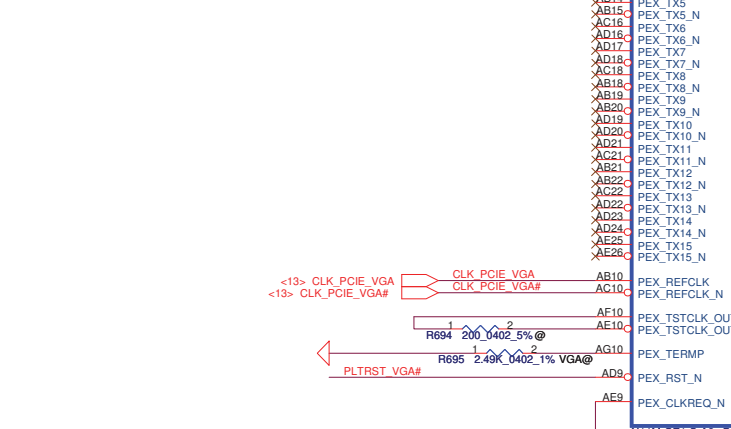 PEX_TX5
AB15 PEX_TX5_N
AC16 PEX_TX6
AD16 PEX_TX6_N
AD17 PEX_TX7
AD18 PEX_TX7_N
AC18 PEX_TX8
AB18 PEX_TX8_N
AB19 PEX_TX9
AB20 PEX_TX9_N
AD19 PEX_TX10
AD20 PEX_TX10_N
AD21 PEX_TX11
AC21 PEX_TX11_N
AB21 PEX_TX12
AB22 PEX_TX12_N
AC22 PEX_TX13
AD22 PEX_TX13_N
AD23 PEX_TX14
AD24 PEX_TX14_N
AE25 PEX_TX15
AE26 PEX_TX15_N
<13> CLK_PCIE_VGA CLK_PCIE_VGA AB10 PEX_REFCLK
<13> CLK_PCIE_VGA# CLK_PCIE_VGA# AC10 PEX_REFCLK_N
AF10 PEX_TSTCLK_OU
1 2 AE10 PEX_TSTCLK_OU
R694 200_0402_5% @
1 2 AG10 PEX_TERMP
R695 2.49K_0402_1% VGA@
PLTRST_VGA# AD9 PEX_RST_N
AE9 PEX_CLKREQ_N